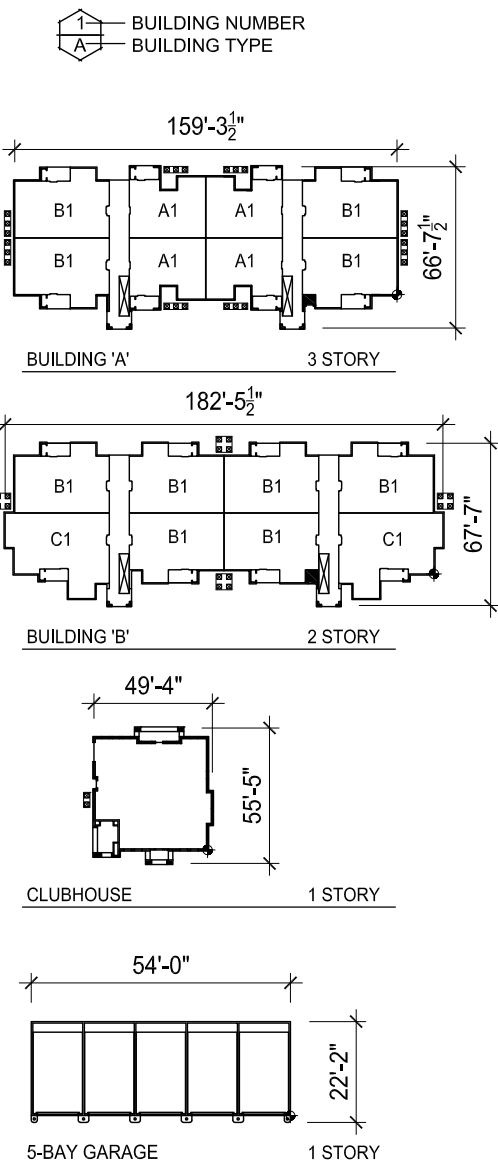 1 BUILDING NUMBER
A BUILDING TYPE
159'-3½"
B1 A1 A1 B1
B1 A1 A1 B1
66'-7½"
BUILDING 'A' 3 STORY
182'-5½"
B1 B1 B1 B1
C1 B1 B1 C1
67'-7"
BUILDING 'B' 2 STORY
49'-4"
55'-5"
CLUBHOUSE 1 STORY
54'-0"
22'-2"
5-BAY GARAGE 1 STORY